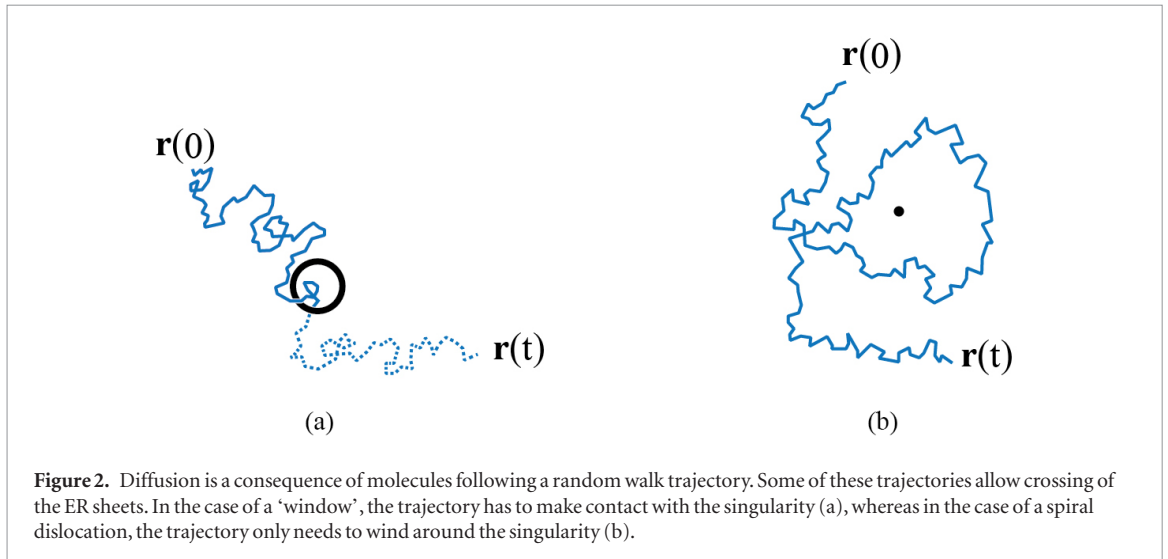 r(0)
r(t)
(a)
r(0)
r(t)
(b)
Figure 2. Diffusion is a consequence of molecules following a random walk trajectory. Some of these trajectories allow crossing of
the ER sheets. In the case of a ‘window’, the trajectory has to make contact with the singularity (a), whereas in the case of a spiral
dislocation, the trajectory only needs to wind around the singularity (b).